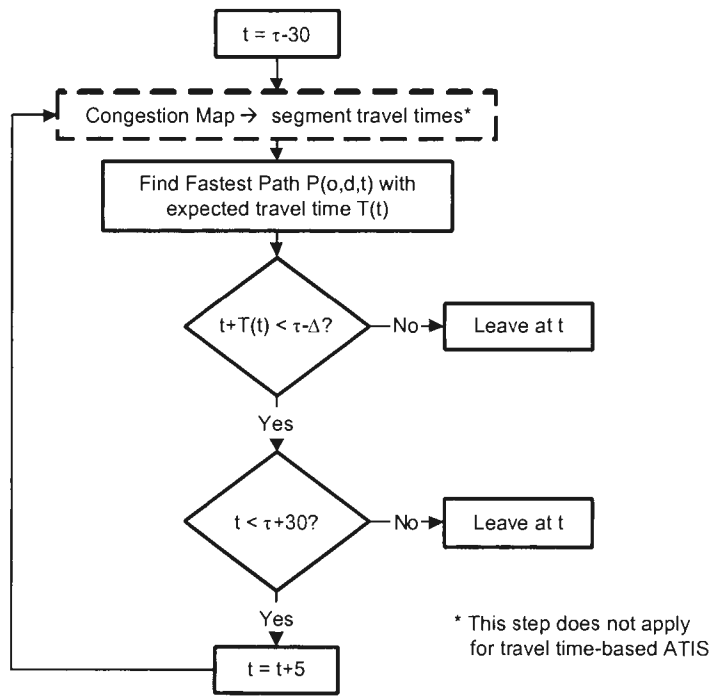 t = τ-30
Congestion Map → segment travel times*
Find Fastest Path P(o,d,t) with
expected travel time T(t)
t+T(t) < τ-Δ?
No
Leave at t
Yes
t < τ+30?
No
Leave at t
Yes
t = t+5
* This step does not apply
for travel time-based ATIS